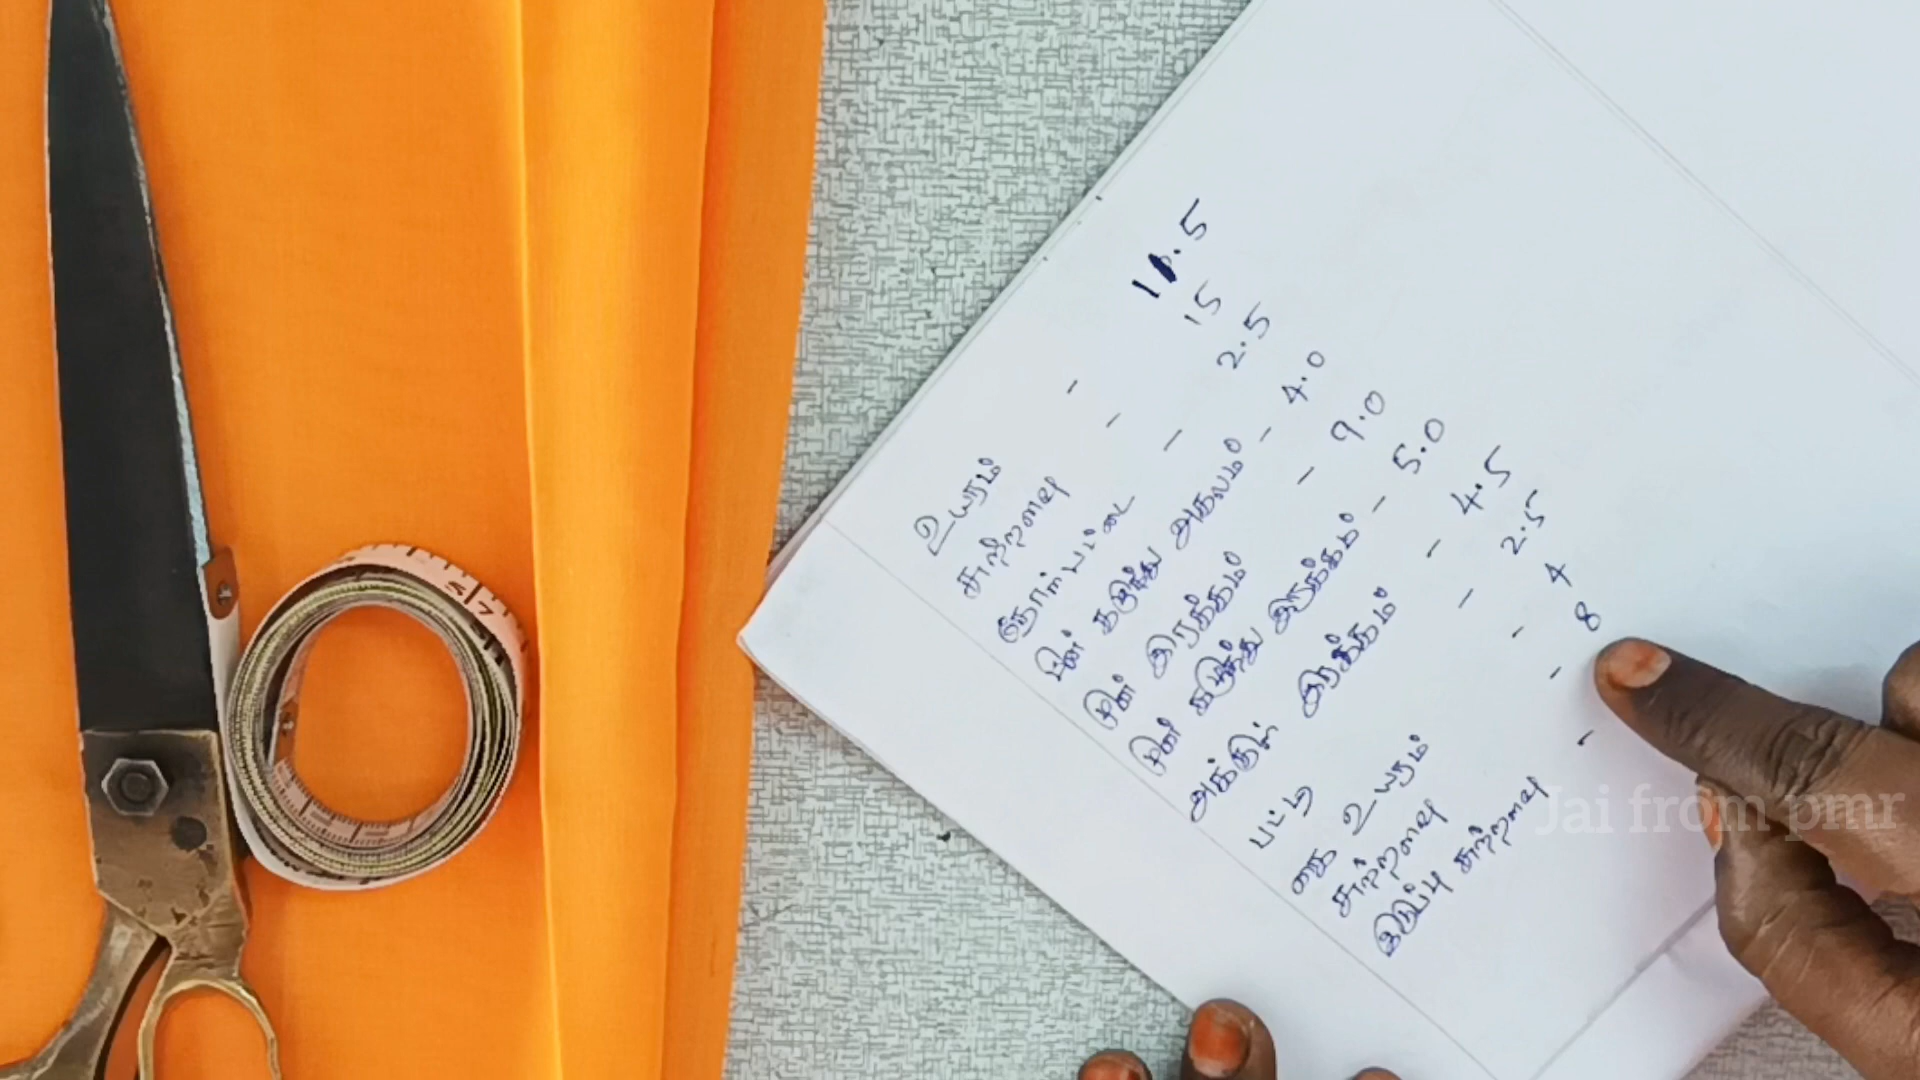 உயரம் - 11.5
சுற்றளவு - 15
ஷோல்பட்டை - 2.5
முன் கழுத்து அகலம் - 4.0
முன் இறக்கம் - 9.0
பின் கழுத்து இறக்கம் - 5.0
அக்குள் இறக்கம் - 4.5
பட்டி - 2.5
கை உயரம் - 4
சுற்றளவு - 8
இடுப்பு சுற்றளவு -
Jai from pmr